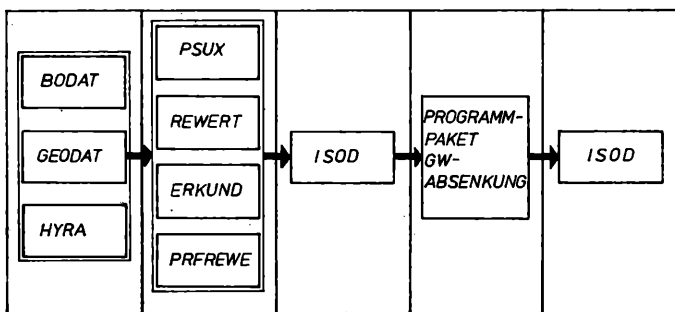 BODAT
GEODAT
HYRA
PSUX
REWERT
ERKUND
PRFREWE
ISOD
PROGRAMM-
PAKET
GW-
ABSENKUNG
ISOD